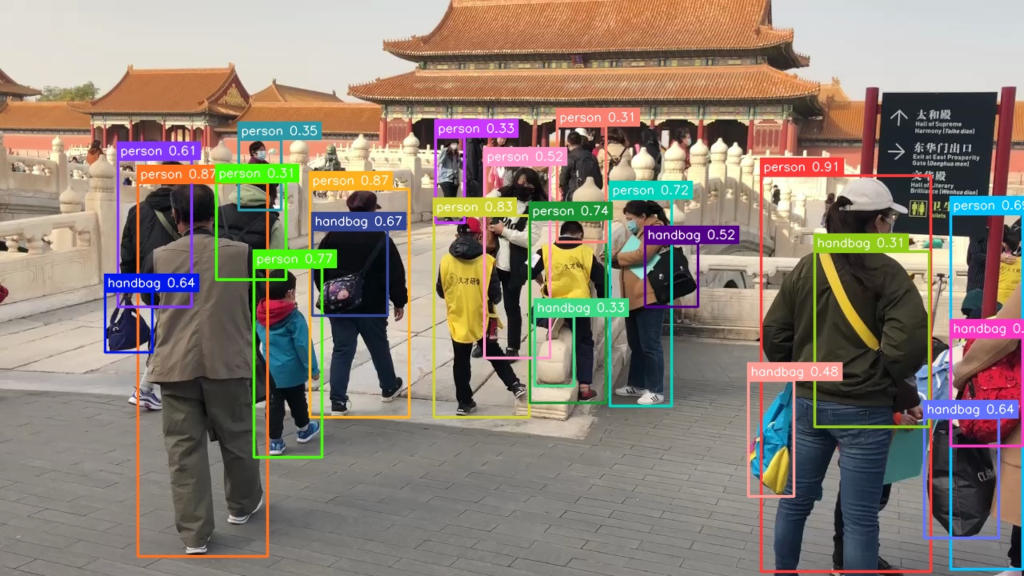 person 0.35
person 0.33
person 0.31
person 0.61
person 0.52
person 0.87
person 0.31
person 0.87
person 0.91
person 0.72
person 0.83
person 0.74
handbag 0.67
handbag 0.52
handbag 0.31
person 0.77
handbag 0.64
handbag 0.33
handbag 0.48
handbag 0.64
太和殿
Hall of Supreme
Harmony (Taihe dian)
东华门出口
Exit at East Prosperity
Gate (Donghua men)
文华殿
Hall of Literary
Brilliance (Wenhua dian)